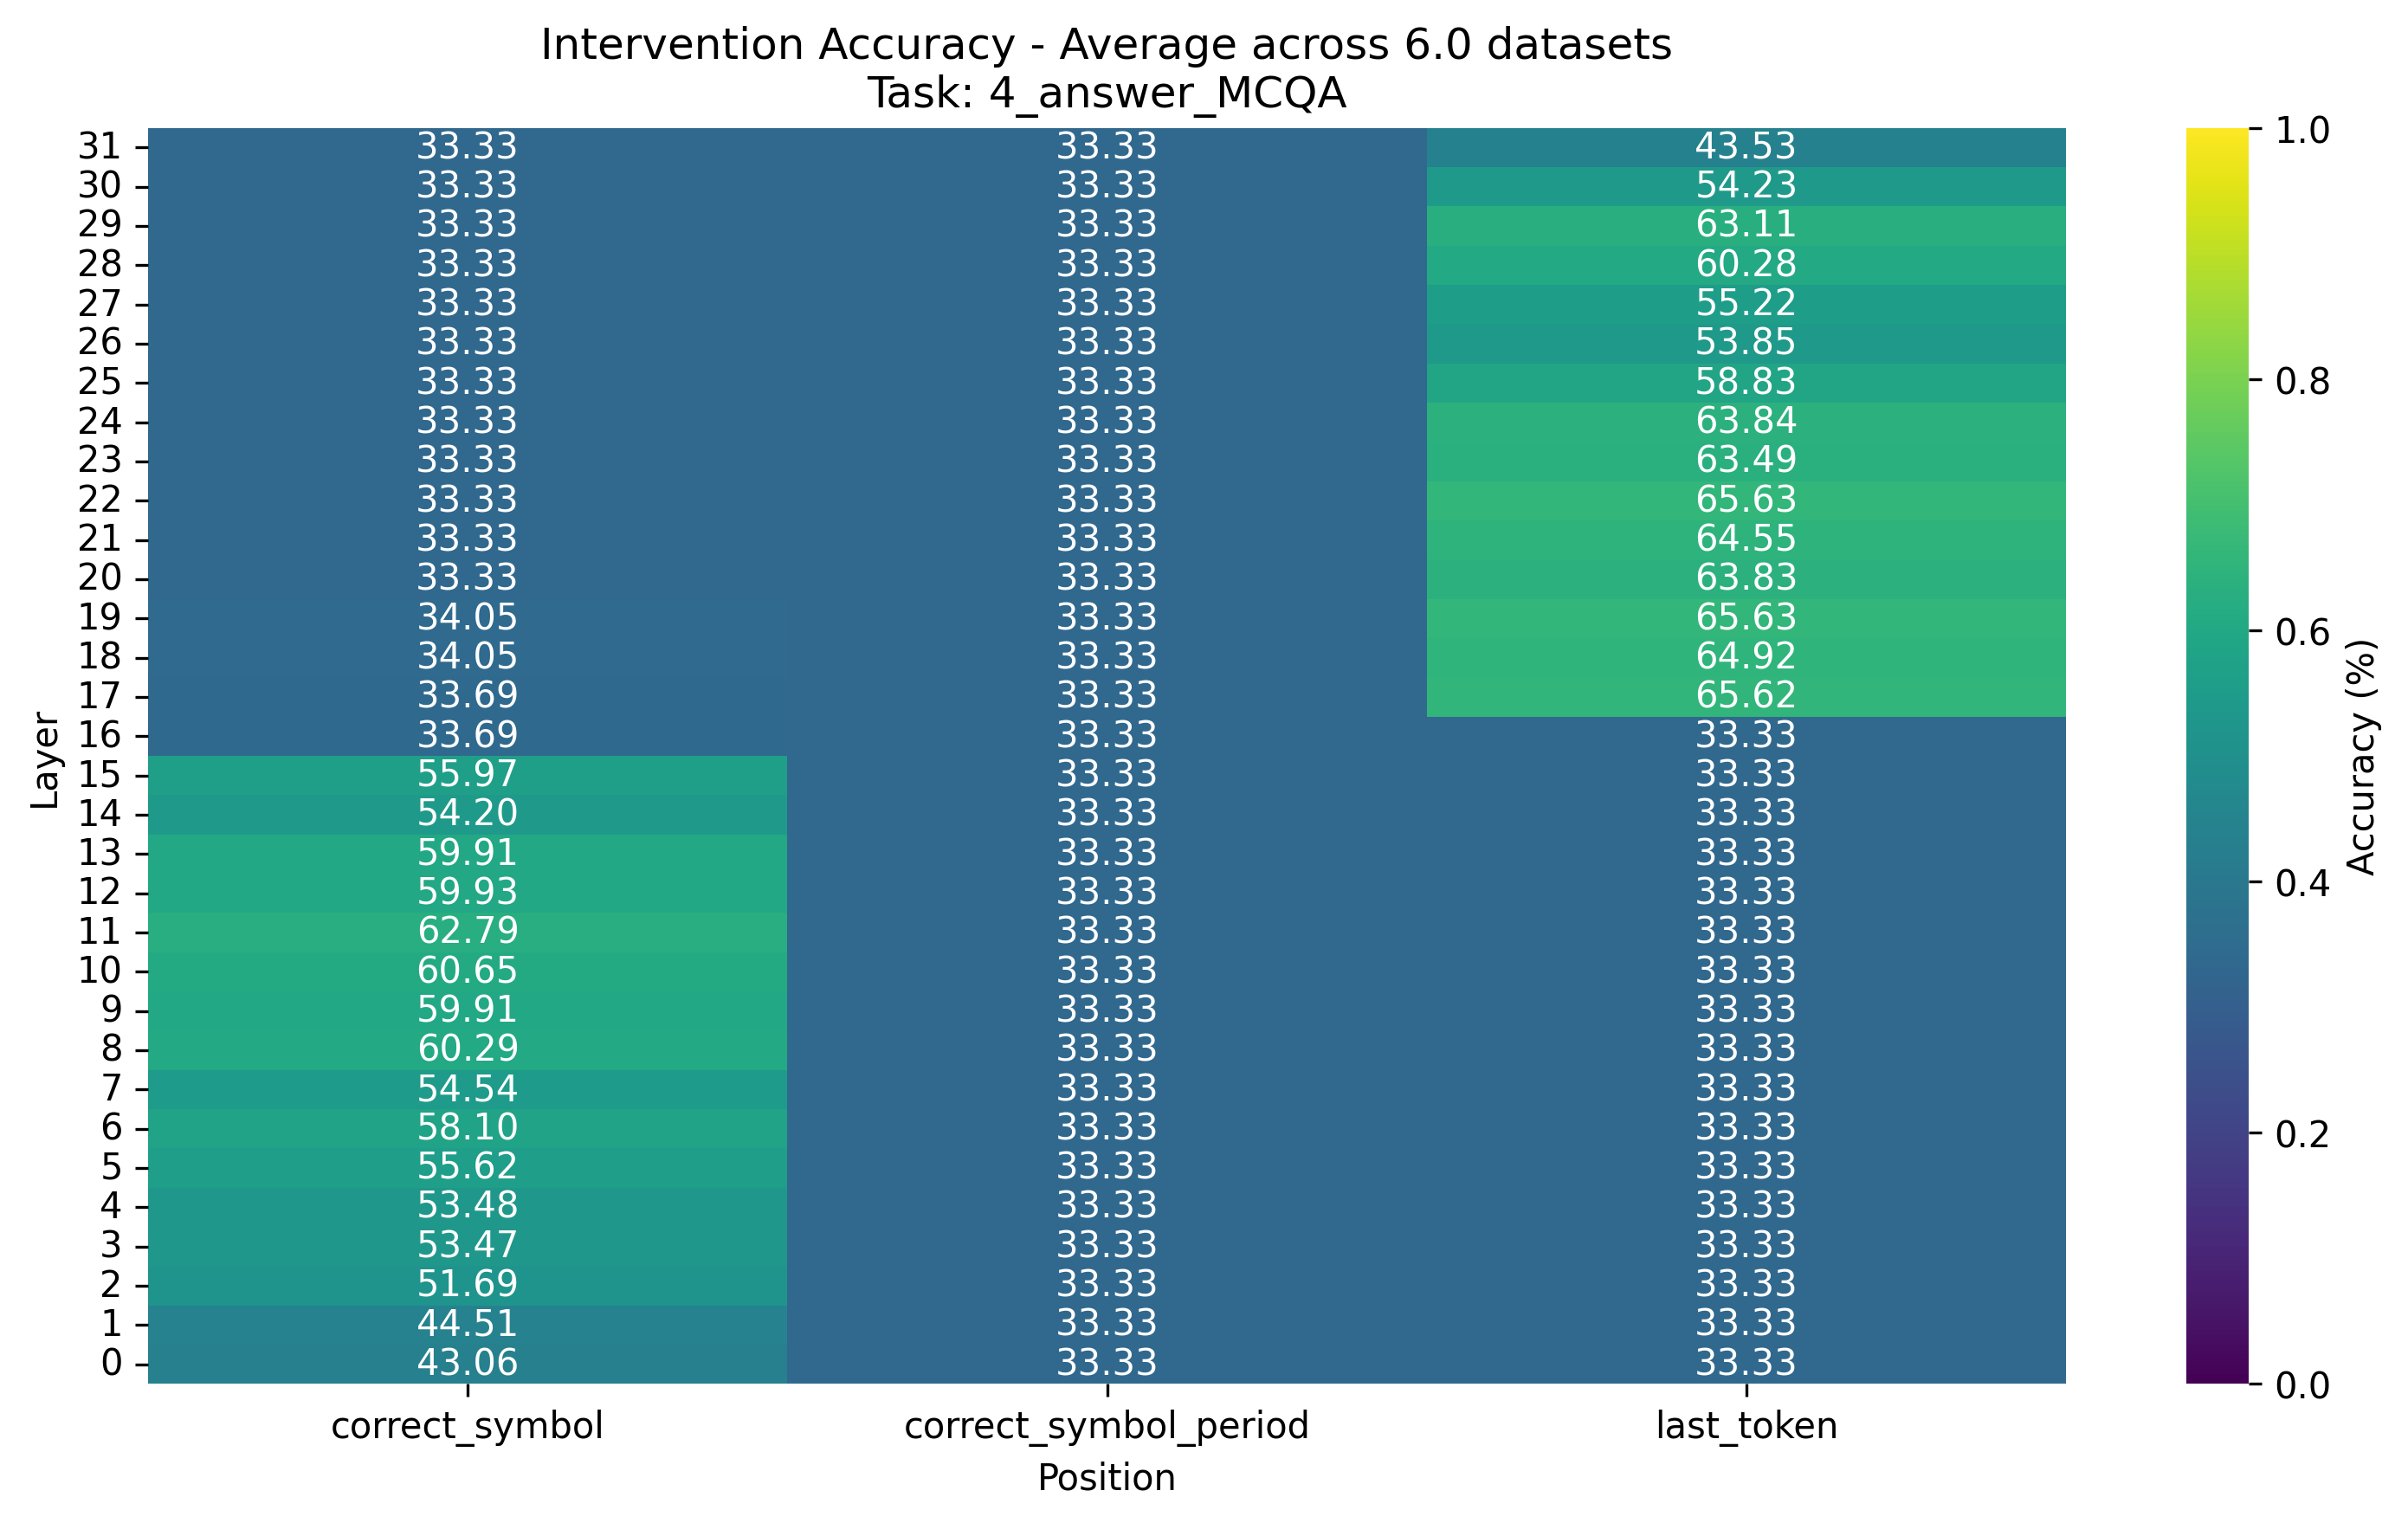 Intervention Accuracy - Average across 6.0 datasets
Task: 4_answer_MCQA
31 33.33 33.33 43.53
30 33.33 33.33 54.23
29 33.33 33.33 63.11
28 33.33 33.33 60.28
27 33.33 33.33 55.22
26 33.33 33.33 53.85
25 33.33 33.33 58.83
24 33.33 33.33 63.84
23 33.33 33.33 63.49
22 33.33 33.33 65.63
21 33.33 33.33 64.55
20 33.33 33.33 63.83
19 34.05 33.33 65.63
18 34.05 33.33 64.92
17 33.69 33.33 65.62
16 33.69 33.33 33.33
15 55.97 33.33 33.33
14 54.20 33.33 33.33
13 59.91 33.33 33.33
12 59.93 33.33 33.33
11 62.79 33.33 33.33
10 60.65 33.33 33.33
9 59.91 33.33 33.33
8 60.29 33.33 33.33
7 54.54 33.33 33.33
6 58.10 33.33 33.33
5 55.62 33.33 33.33
4 53.48 33.33 33.33
3 53.47 33.33 33.33
2 51.69 33.33 33.33
1 44.51 33.33 33.33
0 43.06 33.33 33.33
correct_symbol correct_symbol_period last_token
Position
Layer
1.0
0.8
0.6
0.4
0.2
0.0
Accuracy (%)